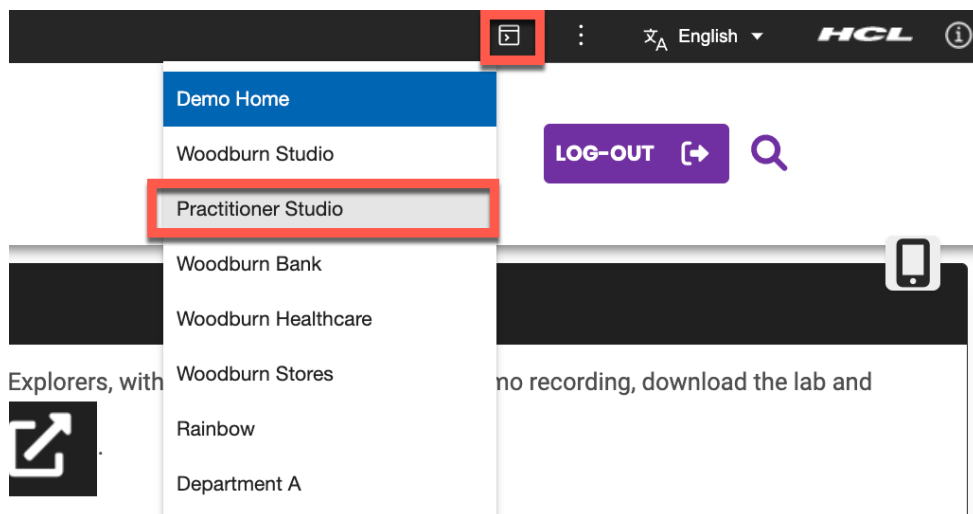 English
HCL
Demo Home
Woodburn Studio
LOG-OUT
Practitioner Studio
Woodburn Bank
Woodburn Healthcare
Woodburn Stores
Explorers, with
mo recording, download the lab and
Rainbow
.
Department A